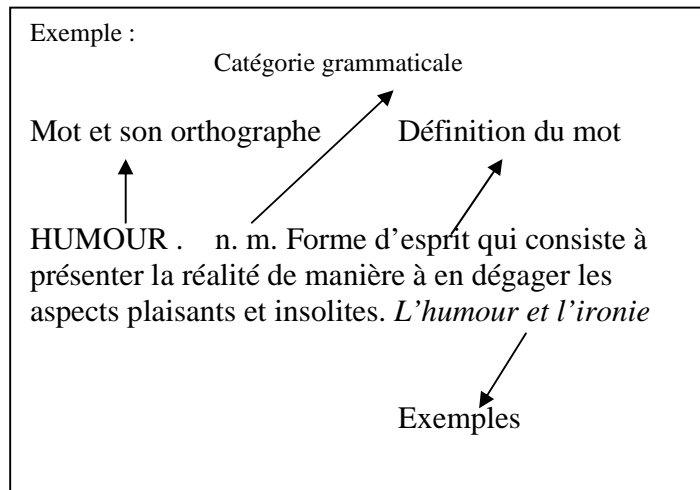 Exemple :
Catégorie grammaticale
Mot et son orthographe Définition du mot
HUMOUR . n. m. Forme d’esprit qui consiste à
présenter la réalité de manière à en dégager les
aspects plaisants et insolites. L’humour et l’ironie
Exemples